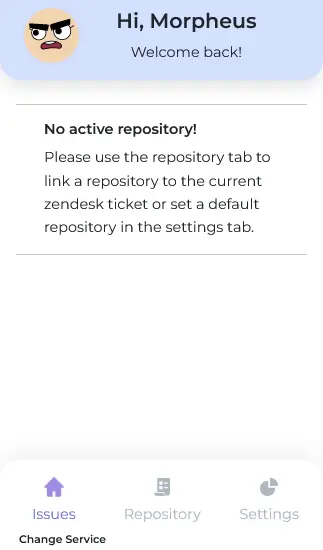 Hi, Morpheus
Welcome back!
No active repository!
Please use the repository tab to
link a repository to the current
zendesk ticket or set a default
repository in the settings tab.
Issues
Repository
Settings
Change Service